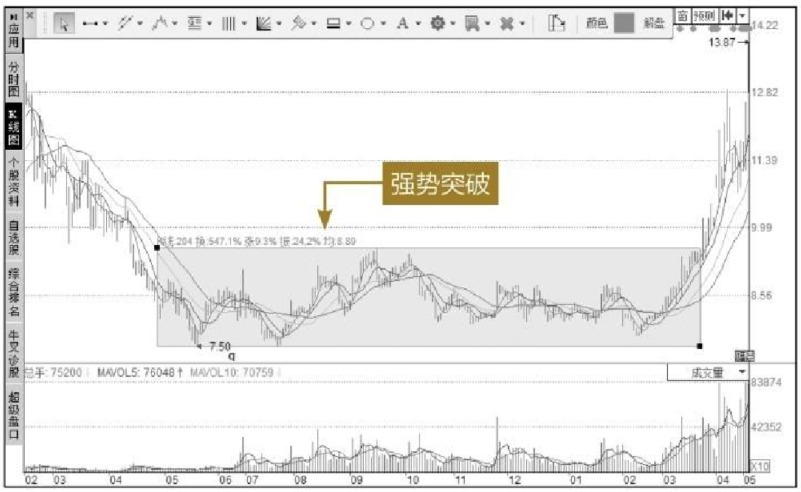 应用
分时图
K线图
个股资料
自选股
综合排名
牛叉诊股
超级盘口
A
颜色
解盘
窗
预测
14.22
13.87
12.82
11.39
9.99
8.56
强势突破
204 换:547.1% 涨9.3% 振:24.2% 均:8.89
7.50
q
总手: 75200
MAVOL5: 76048↑
MAVOL10: 70759
成交量
83874
42352
X10
02 03 04 05 06 07 08 09 10 11 12 01 02 03 04 05